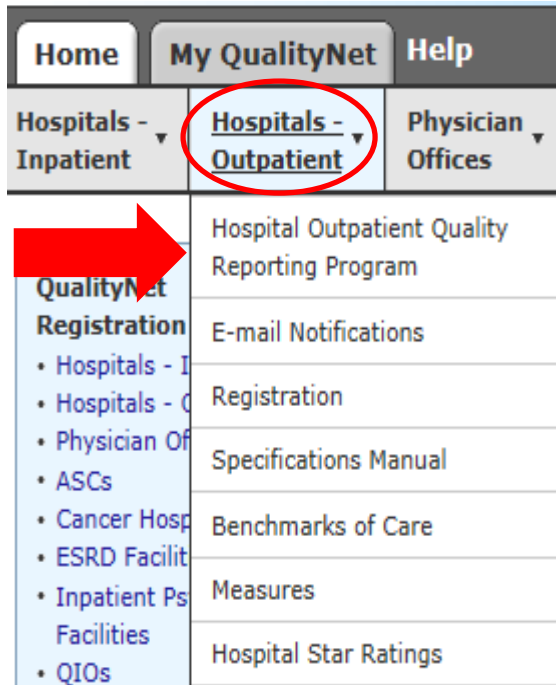 Home My QualityNet Help
Hospitals - Hospitals - Physician
Inpatient Outpatient Offices
Hospital Outpatient Quality
Reporting Program
QualityNet
Registration
E-mail Notifications
• Hospitals - I
• Hospitals -
Registration
• Physician Of
Specifications Manual
• ASCs
• Cancer Hosp
Benchmarks of Care
• ESRD Facilit
• Inpatient Ps
Measures
Facilities
Hospital Star Ratings
• QIOs